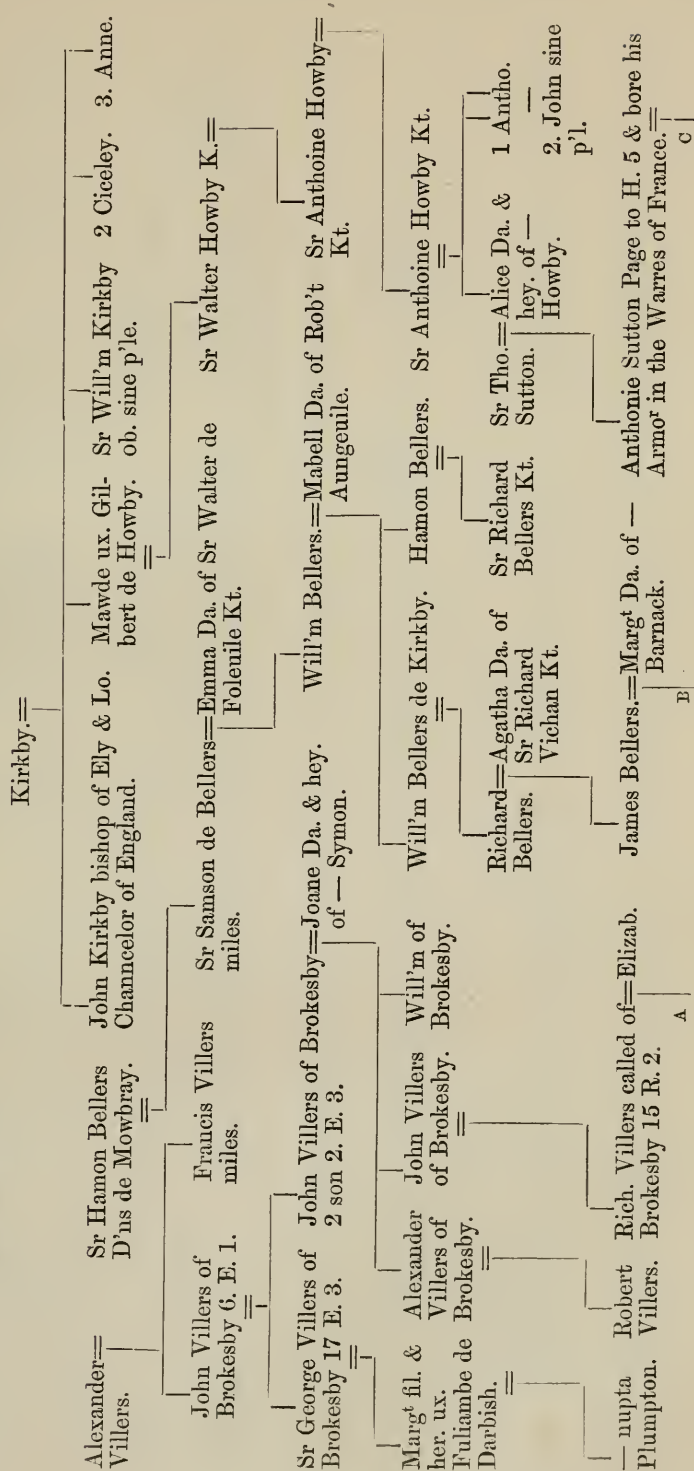 Kirkby.=
Alexander=
Villers.
Sr Hamon Bellers
D'ns de Mowbray.
=
John Kirkby bishop of Ely & Lo.
Channcelor of England.
Mawde ux. Gil-
bert de Howby.
=
Sr Will'm Kirkby
ob. sine p'le.
2 Ciceley.
3. Anne.
John Villers of
Brokesby 6. E. 1.
=
Francis Villers
miles.
Sr Samson de Bellers=Emma Da. of Sr Walter de
miles.
Foleuile Kt.
Sr Walter Howby K.=
Sr George Villers of
Brokesby 17 E. 3.
=
John Villers of Brokesby=Joane Da. & hey.
2 son 2. E. 3.
of — Symon.
Will'm Bellers.=Mabell Da. of Rob't
Aungeuile.
Sr Anthoine Howby=
Kt.
Margt fil. &
her. ux.
Fuliambe de
Darbish.
=
Alexander
Villers of
Brokesby.
=
John Villers
of Brokesby.
=
Will'm of
Brokesby.
Will'm Bellers de Kirkby.
=
Hamon Bellers.
=
Sr Anthoine Howby Kt.
=
Richard=Agatha Da. of
Bellers.
Sr Richard
Vichan Kt.
Sr Richard
Bellers Kt.
Sr Tho.=Alice Da. &
Sutton.
hey. of —
Howby.
1 Antho.
—
2. John sine
p'l.
— nupta
Plumpton.
Robert
Villers.
Rich. Villers called of=Elizab.
Brokesby 15 R. 2.
A
James Bellers.=Margt Da. of —
Barnack.
B
Anthonie Sutton Page to H. 5 & bore his
Armor in the Warres of France.=
C